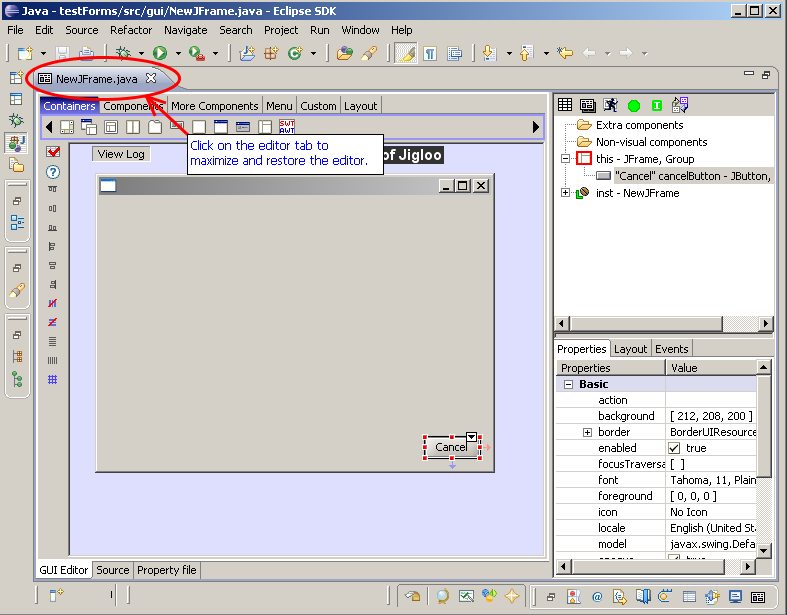 Java - testForms/src/gui/NewJFrame.java - Eclipse SDK
File Edit Source Refactor Navigate Search Project Run Window Help
NewJFrame.java
Containers Components More Components Menu Custom Layout
SWT
AWT
View Log
of Jigloo
Click on the editor tab to
maximize and restore the editor.
Cancel
GUI Editor Source Property file
Extra components
Non-visual components
this - JFrame, Group
"Cancel" cancelButton - JButton,
inst - NewJFrame
Properties Layout Events
Properties Value
Basic
action
background [ 212, 208, 200 ]
border BorderUIResource
enabled true
focusTraversa [ ]
font Tahoma, 11, Plain
foreground [ 0, 0, 0 ]
icon No Icon
locale English (United St
model javax.swing.Defa